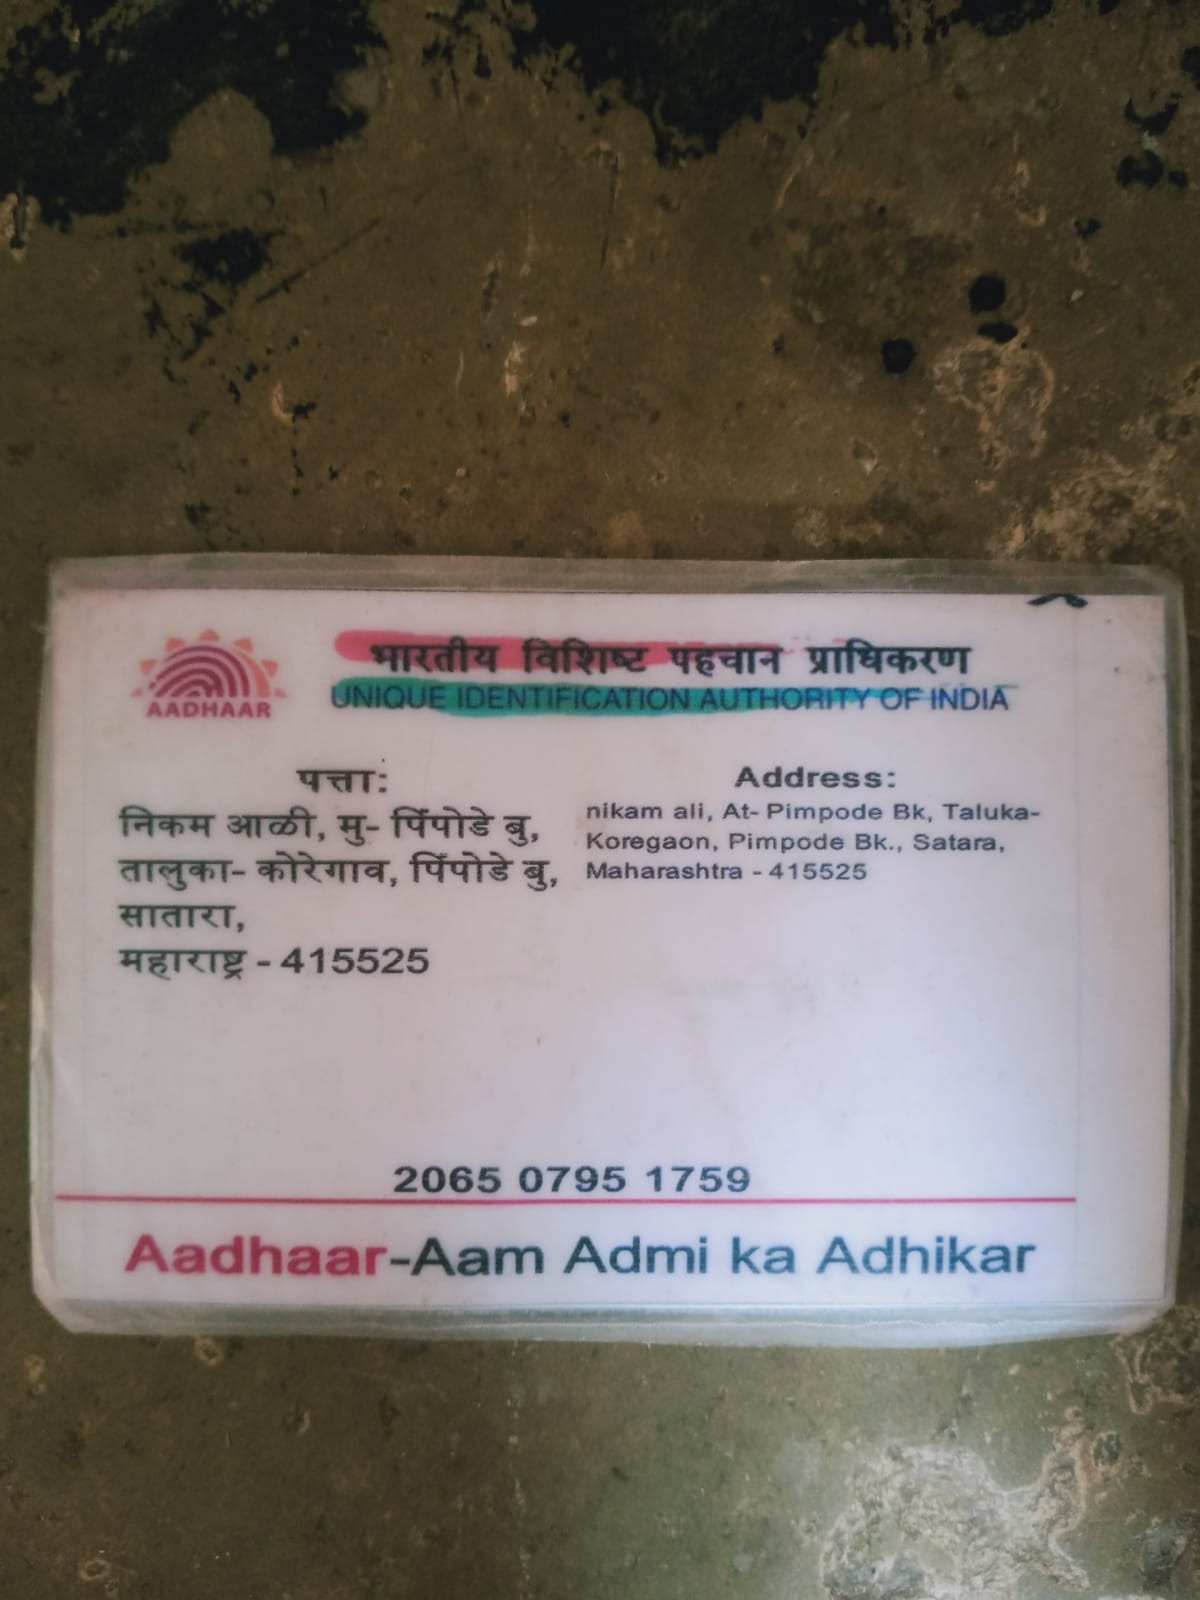 AADHAAR
भारतीय विशिष्ट पहचान प्राधिकरण
UNIQUE IDENTIFICATION AUTHORITY OF INDIA
पत्ता:
निकम आळी, मु- पिंपोडे बु,
तालुका- कोरेगाव, पिंपोडे बु,
सातारा,
महाराष्ट्र - 415525
Address:
nikam ali, At- Pimpode Bk, Taluka-
Koregaon, Pimpode Bk., Satara,
Maharashtra - 415525
2065 0795 1759
Aadhaar-Aam Admi ka Adhikar